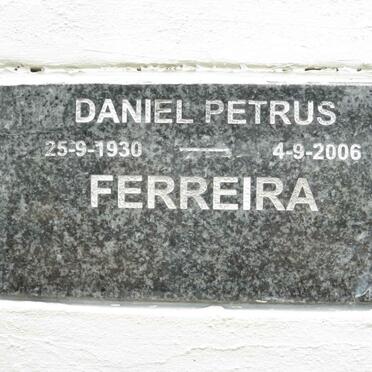 DANIEL PETRUS
25-9-1930 — 4-9-2006
FERREIRA